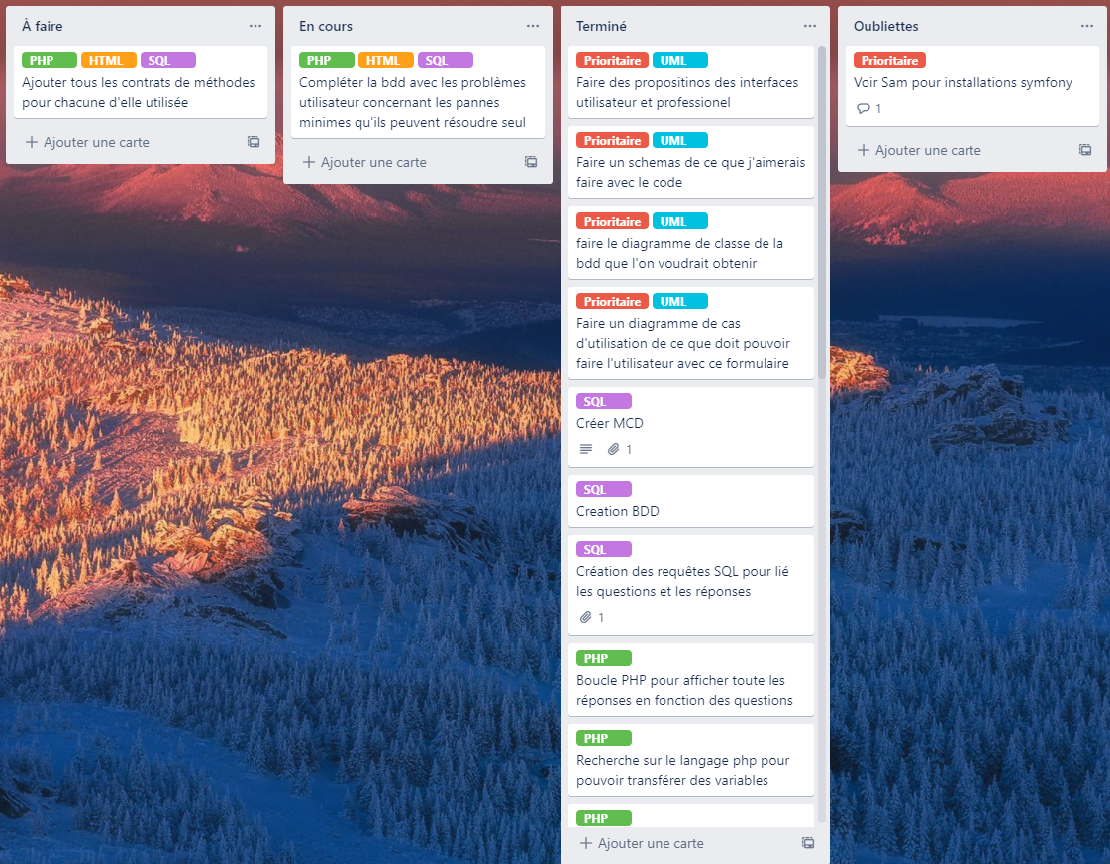 À faire
PHP HTML SQL
Ajouter tous les contrats de méthodes
pour chacune d'elle utilisée
Ajouter une carte
En cours
PHP HTML SQL
Compléter la bdd avec les problèmes
utilisateur concernant les pannes
minimes qu'ils peuvent résoudre seul
Ajouter une carte
Terminé
Prioritaire UML
Faire des propositinos des interfaces
utilisateur et professionel
Prioritaire UML
Faire un schemas de ce que j'aimerais
faire avec le code
Prioritaire UML
faire le diagramme de classe de la
bdd que l'on voudrait obtenir
Prioritaire UML
Faire un diagramme de cas
d'utilisation de ce que doit pouvoir
faire l'utilisateur avec ce formulaire
SQL
Créer MCD
1
SQL
Creation BDD
SQL
Création des requêtes SQL pour lié
les questions et les réponses
1
PHP
Boucle PHP pour afficher toute les
réponses en fonction des questions
PHP
Recherche sur le langage php pour
pouvoir transférer des variables
PHP
Ajouter une carte
Oubliettes
Prioritaire
Voir Sam pour installations symfony
1
Ajouter une carte